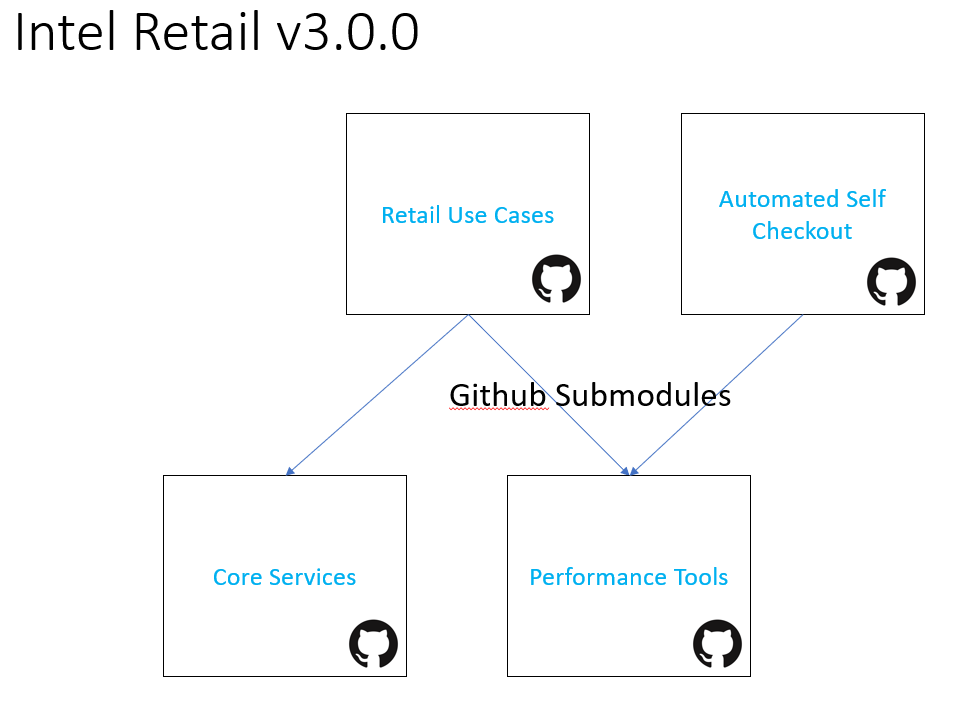 Intel Retail v3.0.0
Retail Use Cases
Automated Self
Checkout
Github Submodules
Core Services
Performance Tools